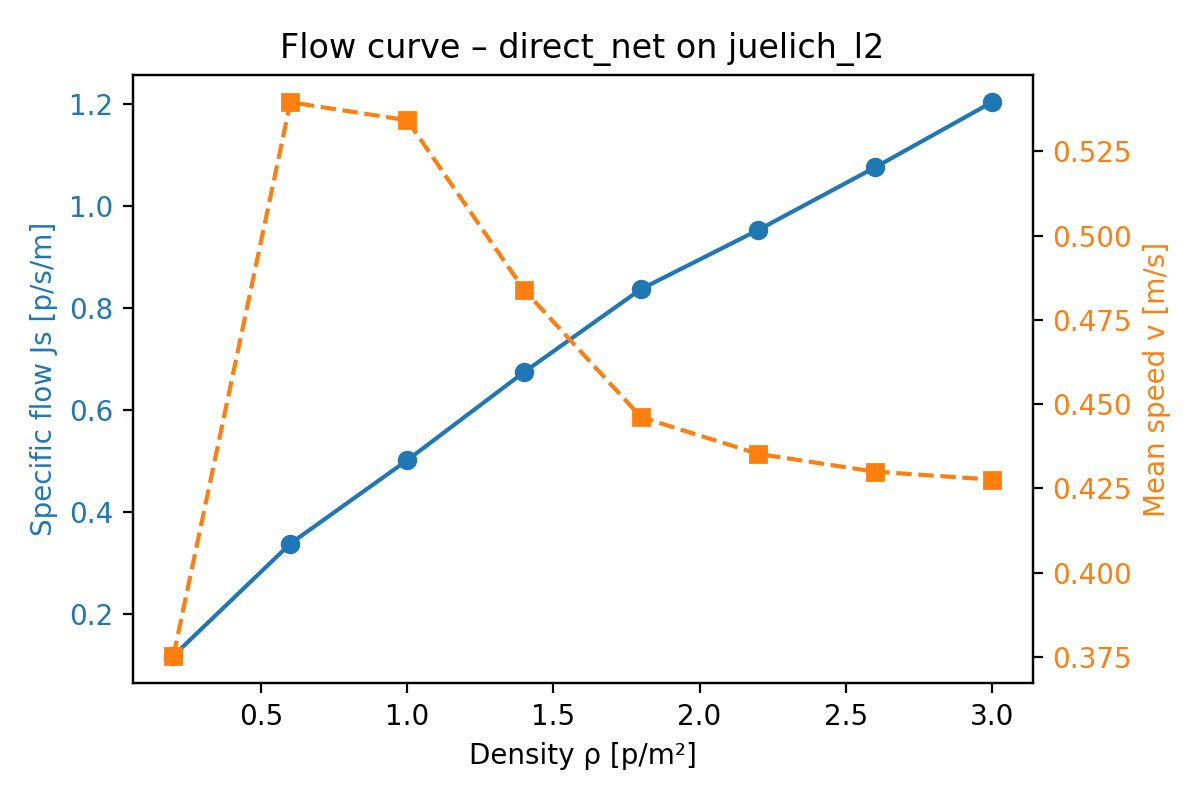 Flow curve – direct_net on juelich_l2
1.2
1.0
0.8
0.6
0.4
0.2
Specific flow Js [p/s/m]
0.525
0.500
0.475
0.450
0.425
0.400
0.375
Mean speed v [m/s]
0.5 1.0 1.5 2.0 2.5 3.0
Density ρ [p/m²]